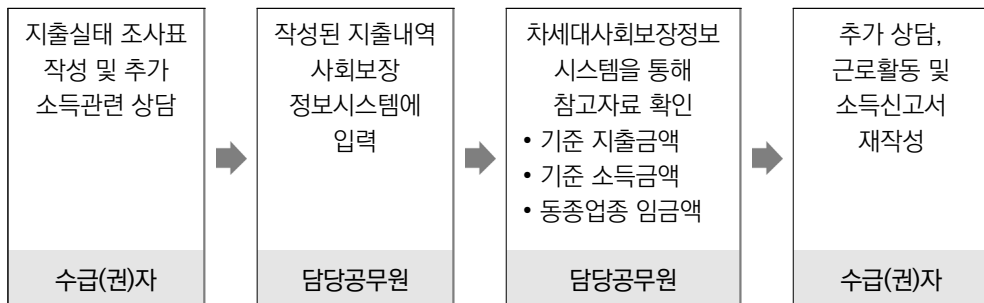 지출실태 조사표
작성 및 추가
소득관련 상담
수급(권)자
작성된 지출내역
사회보장
정보시스템에
입력
담당공무원
차세대사회보장정보
시스템을 통해
참고자료 확인
• 기준 지출금액
• 기준 소득금액
• 동종업종 임금액
담당공무원
추가 상담,
근로활동 및
소득신고서
재작성
수급(권)자